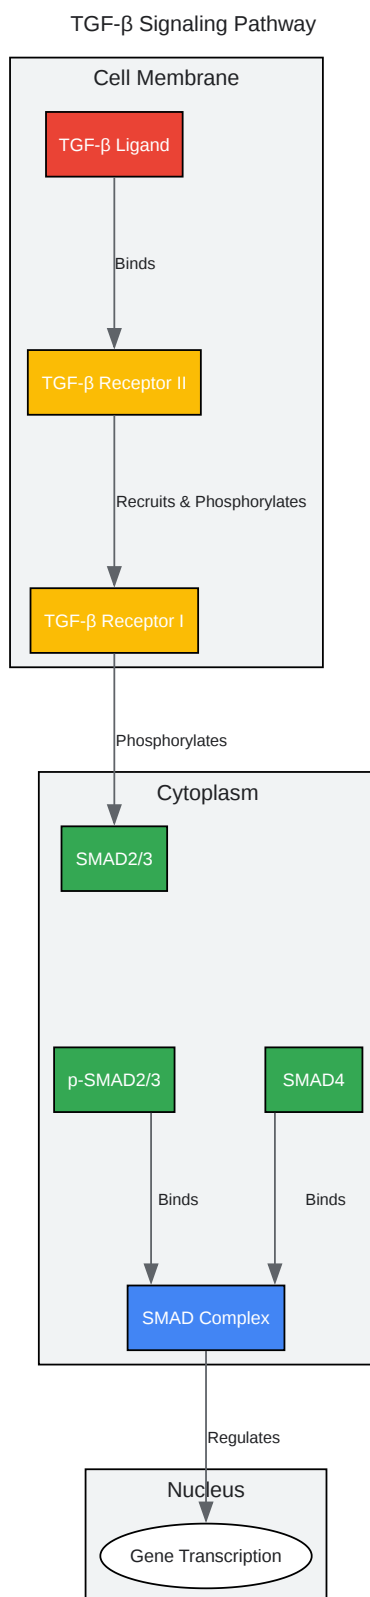 TGF-β Signaling Pathway
Cell Membrane
TGF-β Ligand
Binds
TGF-β Receptor II
Recruits & Phosphorylates
TGF-β Receptor I
Phosphorylates
Cytoplasm
SMAD2/3
p-SMAD2/3
SMAD4
Binds
Binds
SMAD Complex
Regulates
Nucleus
Gene Transcription